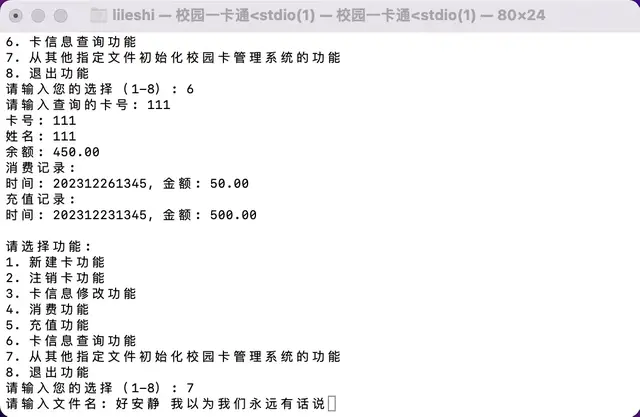 lileshi — 校园一卡通<stdio(1) — 校园一卡通<stdio(1) — 80×24
6. 卡信息查询功能
7. 从其他指定文件初始化校园卡管理系统的功能
8. 退出功能
请输入您的选择（1-8）: 6
请输入查询的卡号: 111
卡号: 111
姓名: 111
余额: 450.00
消费记录:
时间: 202312261345, 金额: 50.00
充值记录:
时间: 202312231345, 金额: 500.00
请选择功能:
1. 新建卡功能
2. 注销卡功能
3. 卡信息修改功能
4. 消费功能
5. 充值功能
6. 卡信息查询功能
7. 从其他指定文件初始化校园卡管理系统的功能
8. 退出功能
请输入您的选择（1-8）: 7
请输入文件名: 好安静 我以为我们永远有话说